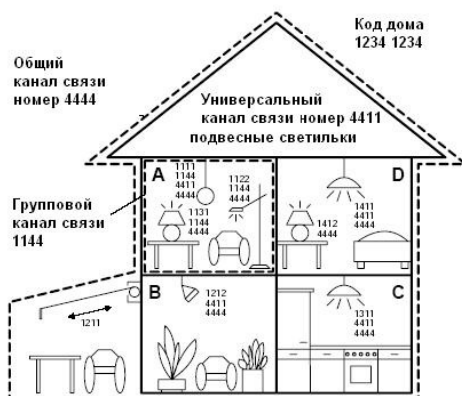 Код дома
1234 1234
Общий
канал связи
номер 4444
Универсальный
канал связи номер 4411
подвесные светильки
A
1111
1144
4411
4444
1122
1144
4444
1131
1144
4444
D
1411
4411
4444
1412
4444
Групповой
канал связи
1144
1211
B
1212
4411
4444
C
1311
4411
4444